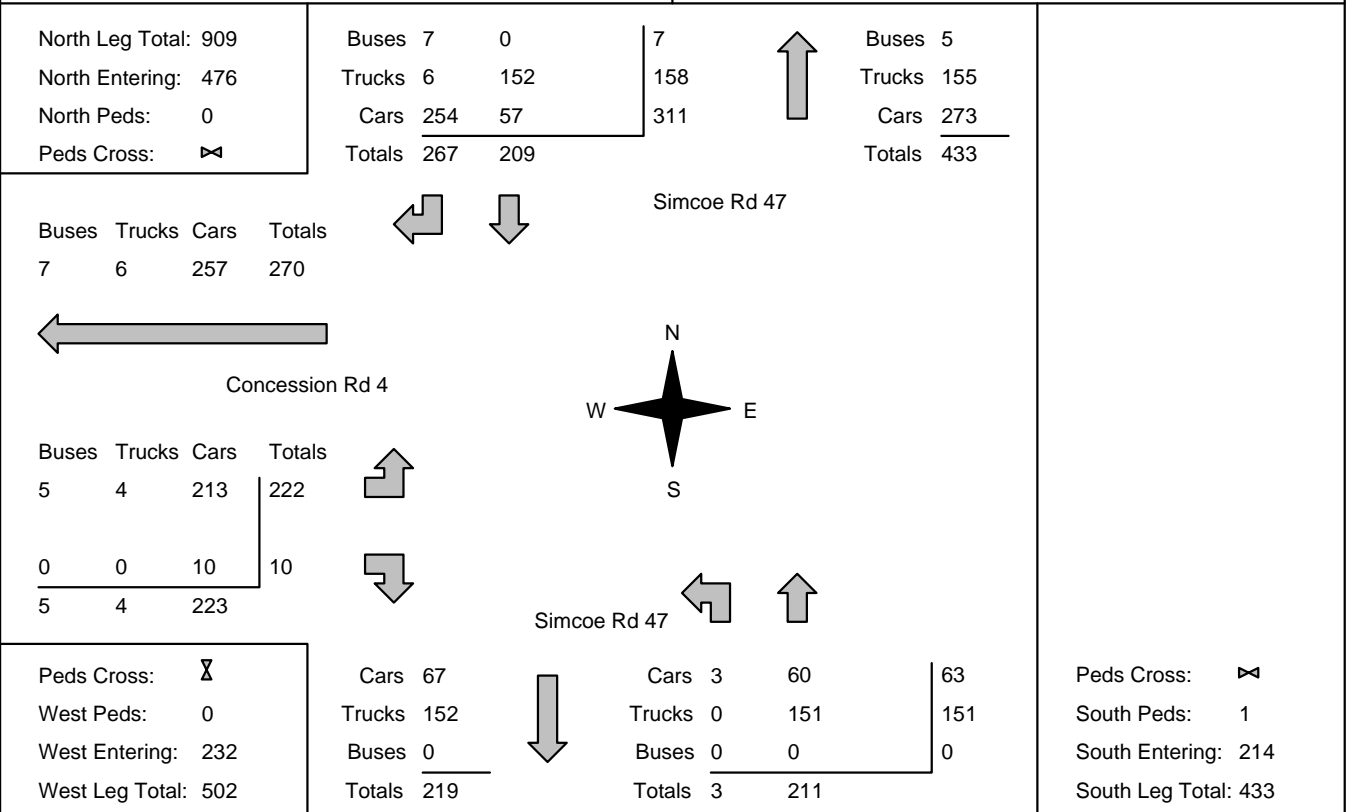 North Leg Total: 909
North Entering: 476
North Peds: 0
Peds Cross: ⋈
Buses 7 0 7
Trucks 6 152 158
Cars 254 57 311
Totals 267 209
Buses 5
Trucks 155
Cars 273
Totals 433
Simcoe Rd 47
Buses Trucks Cars Totals
7 6 257 270
Concession Rd 4
N
W E
S
Buses Trucks Cars Totals
5 4 213 222
0 0 10 10
5 4 223
Simcoe Rd 47
Peds Cross: ⧖
West Peds: 0
West Entering: 232
West Leg Total: 502
Cars 67
Trucks 152
Buses 0
Totals 219
Cars 3 60 63
Trucks 0 151 151
Buses 0 0 0
Totals 3 211
Peds Cross: ⋈
South Peds: 1
South Entering: 214
South Leg Total: 433